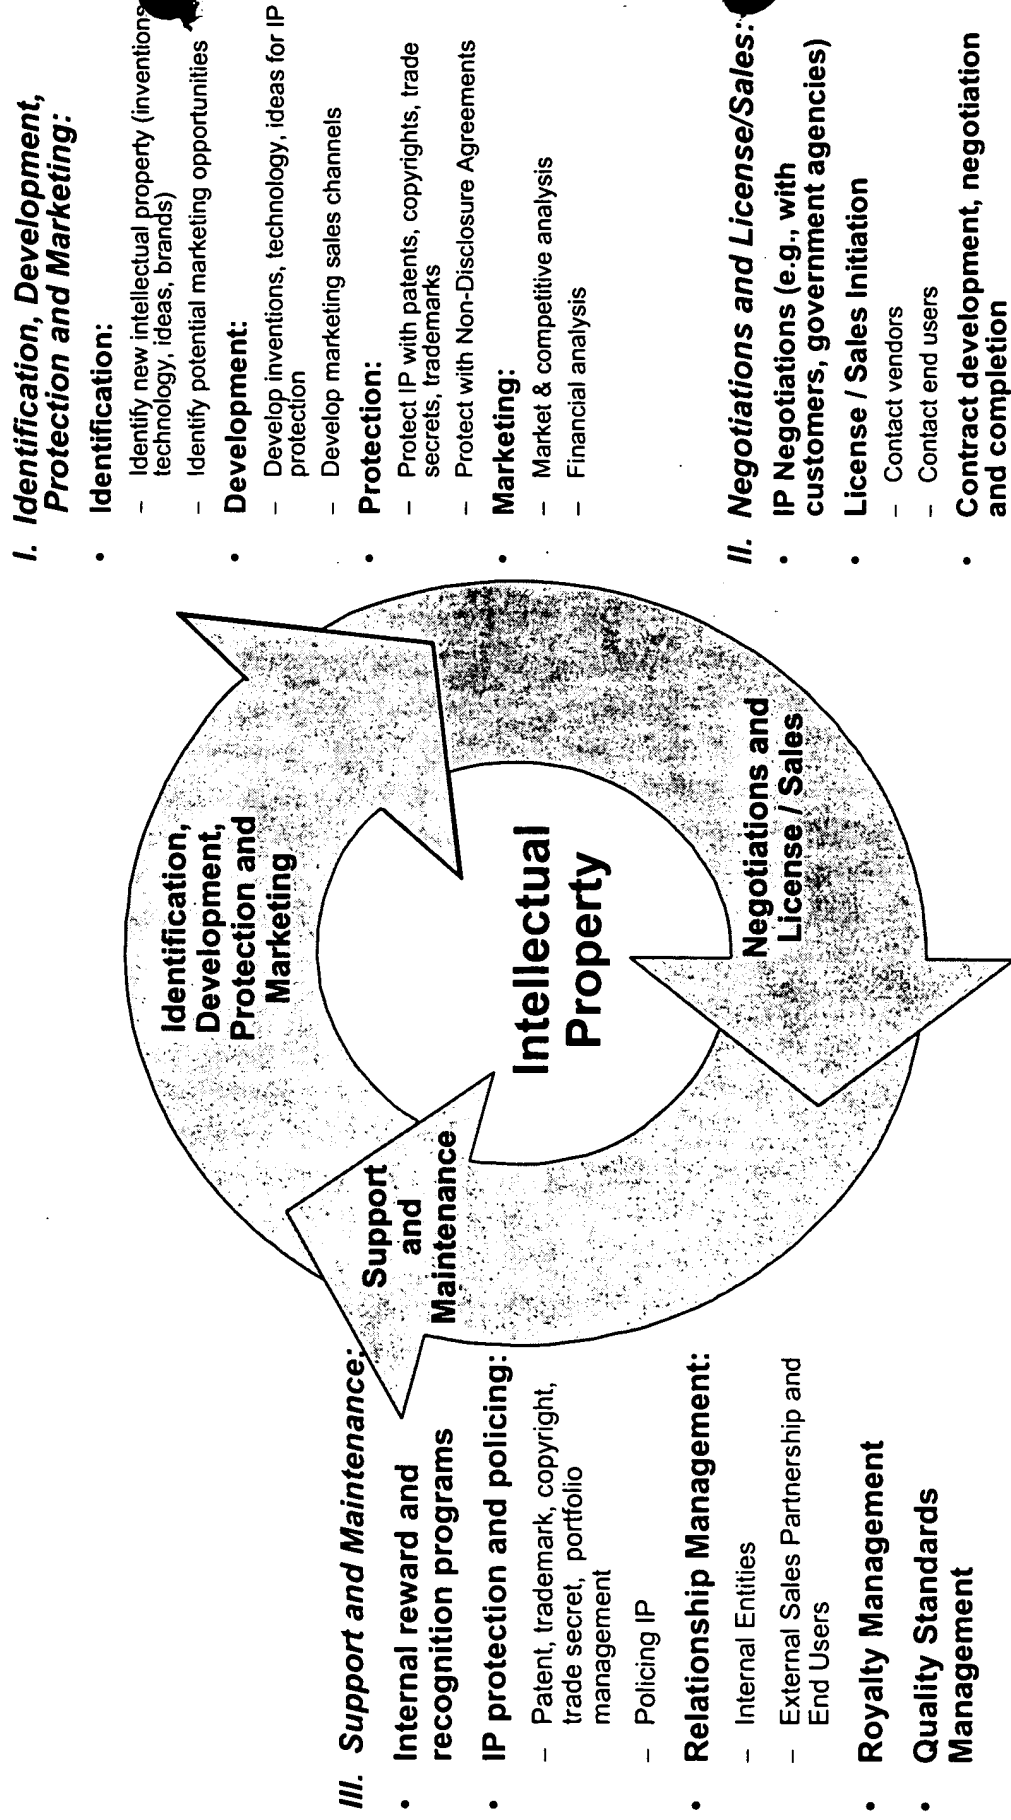 I. Identification, Development,
Protection and Marketing:
• Identification:
– Identify new intellectual property (inventions
technology, ideas, brands)
– Identify potential marketing opportunities
• Development:
– Develop inventions, technology, ideas for IP
protection
– Develop marketing sales channels
• Protection:
– Protect IP with patents, copyrights, trade
secrets, trademarks
– Protect with Non-Disclosure Agreements
• Marketing:
– Market & competitive analysis
– Financial analysis
II. Negotiations and License/Sales:
• IP Negotiations (e.g., with
customers, government agencies)
• License / Sales Initiation
– Contact vendors
– Contact end users
• Contract development, negotiation
and completion
Identification,
Development,
Protection and
Marketing
Intellectual
Property
Negotiations and
License / Sales
Support
and
Maintenance
III. Support and Maintenance:
• Internal reward and
recognition programs
• IP protection and policing:
– Patent, trademark, copyright,
trade secret, portfolio
management
– Policing IP
• Relationship Management:
– Internal Entities
– External Sales Partnership and
End Users
• Royalty Management
• Quality Standards
Management